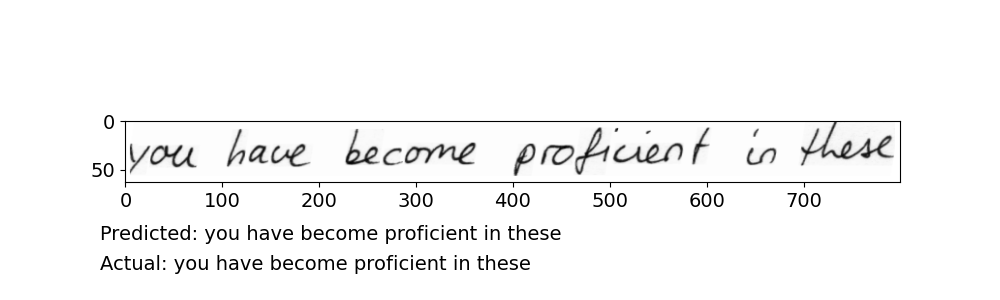 0
50
you have become proficient in these
0 100 200 300 400 500 600 700
Predicted: you have become proficient in these
Actual: you have become proficient in these